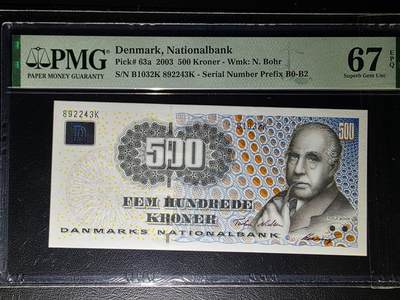 PMG
PAPER MONEY GUARANTY
Denmark, Nationalbank
Pick# 63a 2003 500 Kroner - Wmk: N. Bohr
S/N B1032K 892243K - Serial Number Prefix B0-B2
67 EPQ
Superb Gem Unc
892243K
500
500
FEM HUNDREDE
KRONER
DANMARKS NATIONALBANK